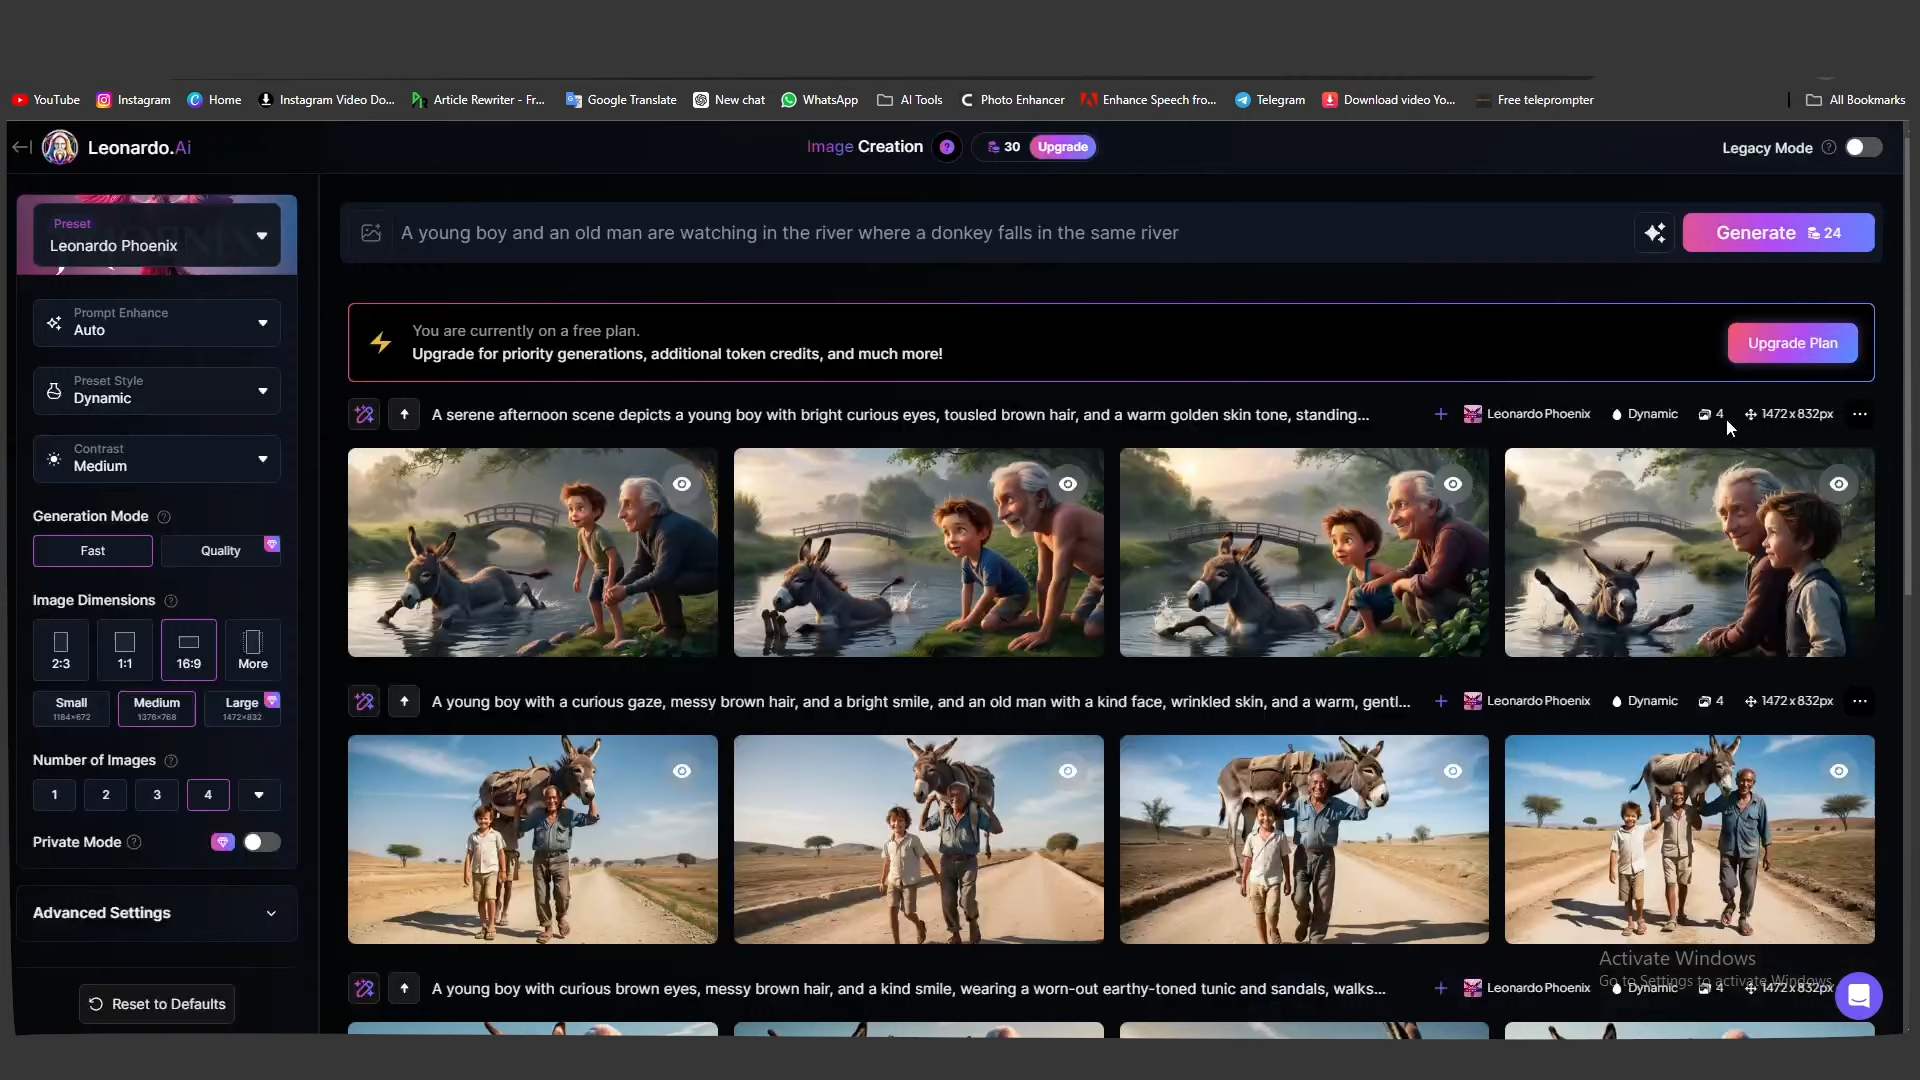 YouTube Instagram Home Instagram Video Do... Article Rewriter - Fr... Google Translate New chat WhatsApp AI Tools Photo Enhancer Enhance Speech fro... Telegram Download video Yo... Free teleprompter All Bookmarks
Leonardo.Ai
Image Creation ? 30 Upgrade
Legacy Mode ?
Preset
Leonardo Phoenix
A young boy and an old man are watching in the river where a donkey falls in the same river
Generate 24
Prompt Enhance
Auto
You are currently on a free plan.
Upgrade for priority generations, additional token credits, and much more!
Upgrade Plan
Preset Style
Dynamic
A serene afternoon scene depicts a young boy with bright curious eyes, tousled brown hair, and a warm golden skin tone, standing...
Leonardo Phoenix Dynamic 4 1472x832px
Contrast
Medium
Generation Mode ?
Fast Quality
Image Dimensions ?
2:3 1:1 16:9 More
Small Medium Large
1184×672 1376×768 1472×832
A young boy with a curious gaze, messy brown hair, and a bright smile, and an old man with a kind face, wrinkled skin, and a warm, gentl...
Leonardo Phoenix Dynamic 4 1472x832px
Number of Images ?
1 2 3 4
Private Mode ?
Advanced Settings
Reset to Defaults
Activate Windows
Go to Settings to activate Windows.
A young boy with curious brown eyes, messy brown hair, and a kind smile, wearing a worn-out earthy-toned tunic and sandals, walks...
Leonardo Phoenix Dynamic 4 1472x832px